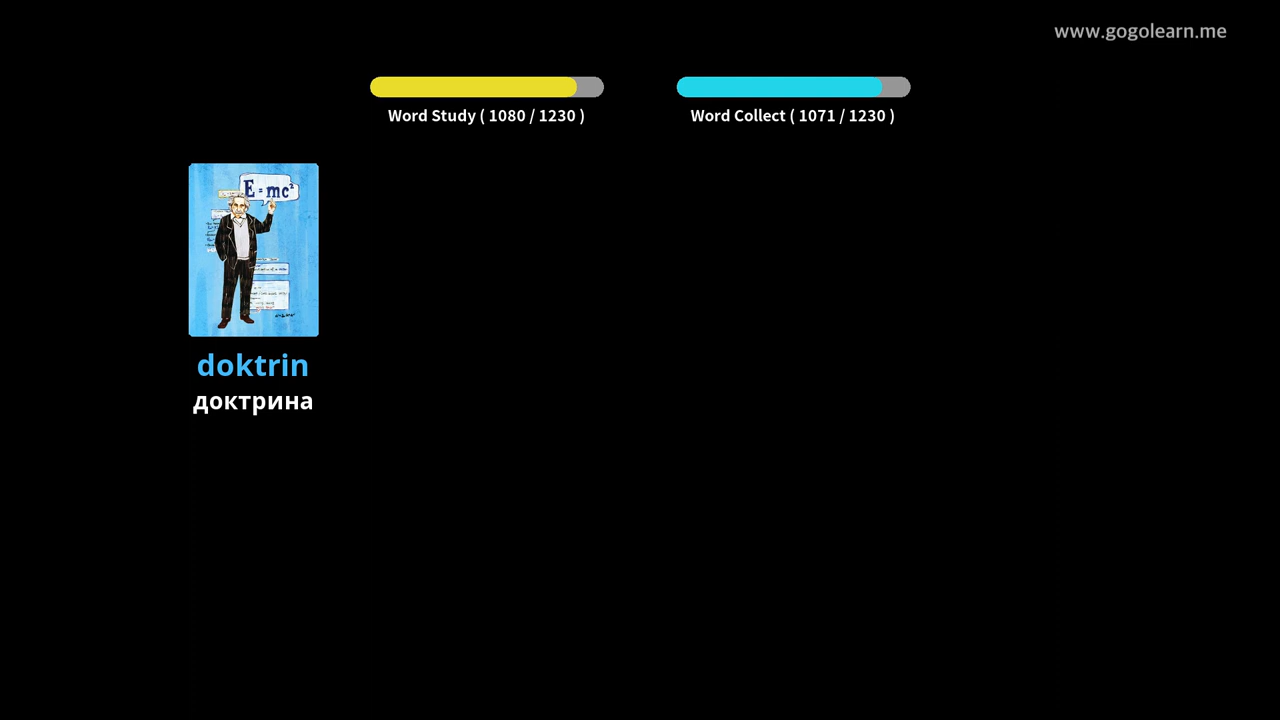 www.gogolearn.me
Word Study ( 1080 / 1230 )
Word Collect ( 1071 / 1230 )
E = mc²
doktrin
доктрина